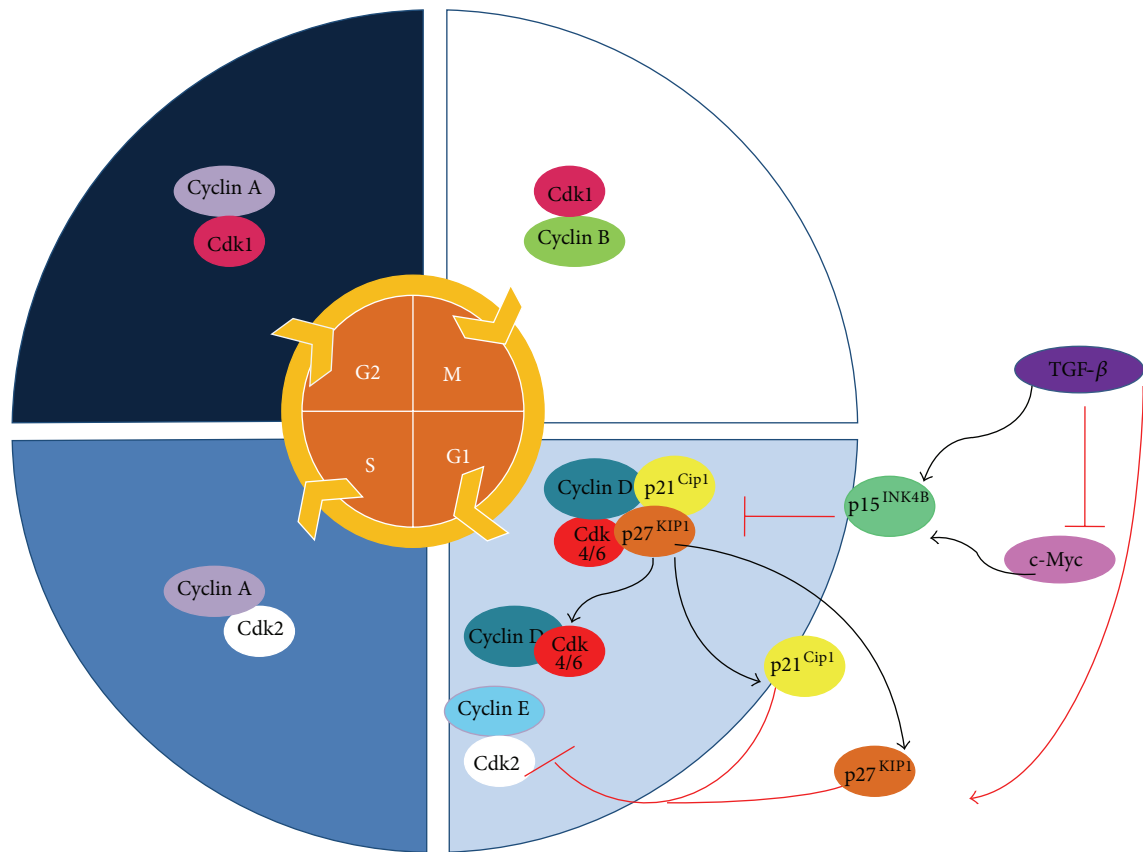 Cyclin A
Cdk1
Cdk1
Cyclin B
G2
M
S
G1
TGF-β
Cyclin D
p21Cip1
p15INK4B
p27KIP1
Cdk
4/6
c-Myc
Cyclin A
Cdk2
Cyclin D
Cdk
4/6
p21Cip1
Cyclin E
Cdk2
p27KIP1